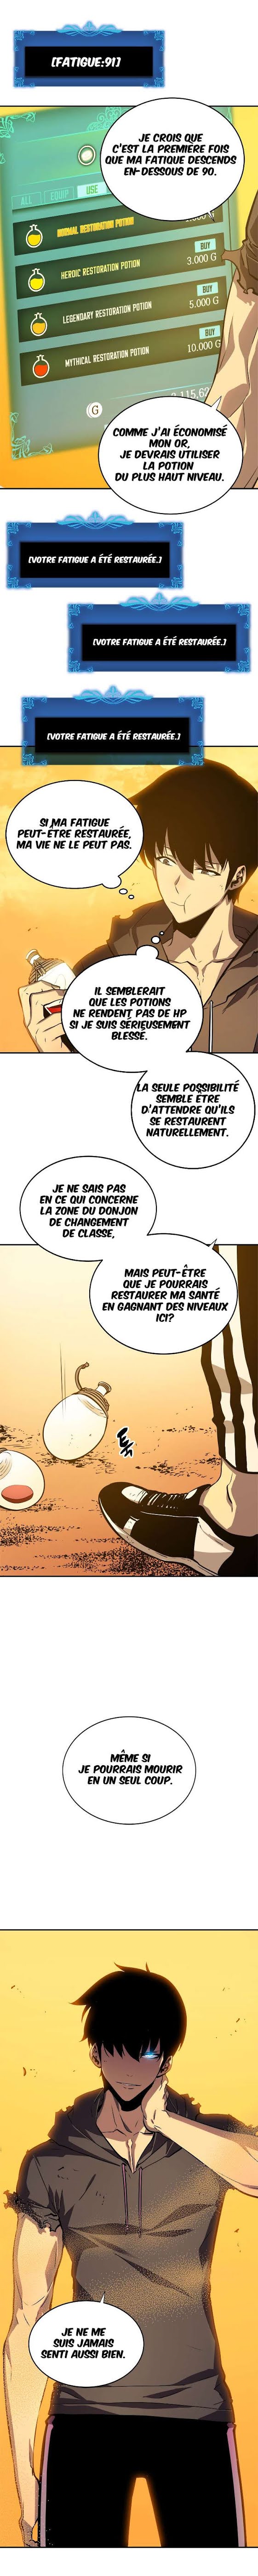 [FATIGUE:91]
JE CROIS QUE
C'EST LA PREMIÈRE FOIS
QUE MA FATIQUE DESCENDS
EN-DESSOUS DE 90.
ALL EQUIP USE
NORMAL RESTORATION POTION
BUY
HEROIC RESTORATION POTION
3.000 G
BUY
LEGENDARY RESTORATION POTION
5.000 G
BUY
MYTHICAL RESTORATION POTION
10.000 G
G
COMME J'AI ÉCONOMISÉ
MON OR,
JE DEVRAIS UTILISER
LA POTION
DU PLUS HAUT NIVEAU.
[VOTRE FATIGUE A ÉTÉ RESTAURÉE.]
[VOTRE FATIGUE A ÉTÉ RESTAURÉE.]
[VOTRE FATIGUE A ÉTÉ RESTAURÉE.]
SI MA FATIGUE
PEUT-ÊTRE RESTAURÉE,
MA VIE NE LE PEUT PAS.
IL SEMBLERAIT
QUE LES POTIONS
NE RENDENT PAS DE HP
SI JE SUIS SÉRIEUSEMENT
BLESSÉ.
LA SEULE POSSIBILITÉ
SEMBLE ÊTRE
D'ATTENDRE QU'ILS
SE RESTAURENT
NATURELLEMENT.
JE NE SAIS PAS
EN CE QUI CONCERNE
LA ZONE DU DONJON
DE CHANGEMENT
DE CLASSE,
MAIS PEUT-ÊTRE
QUE JE POURRAIS
RESTAURER MA SANTÉ
EN GAGNANT DES NIVEAUX
ICI?
MÊME SI
JE POURRAIS MOURIR
EN UN SEUL COUP.
JE NE ME
SUIS JAMAIS
SENTI AUSSI BIEN.